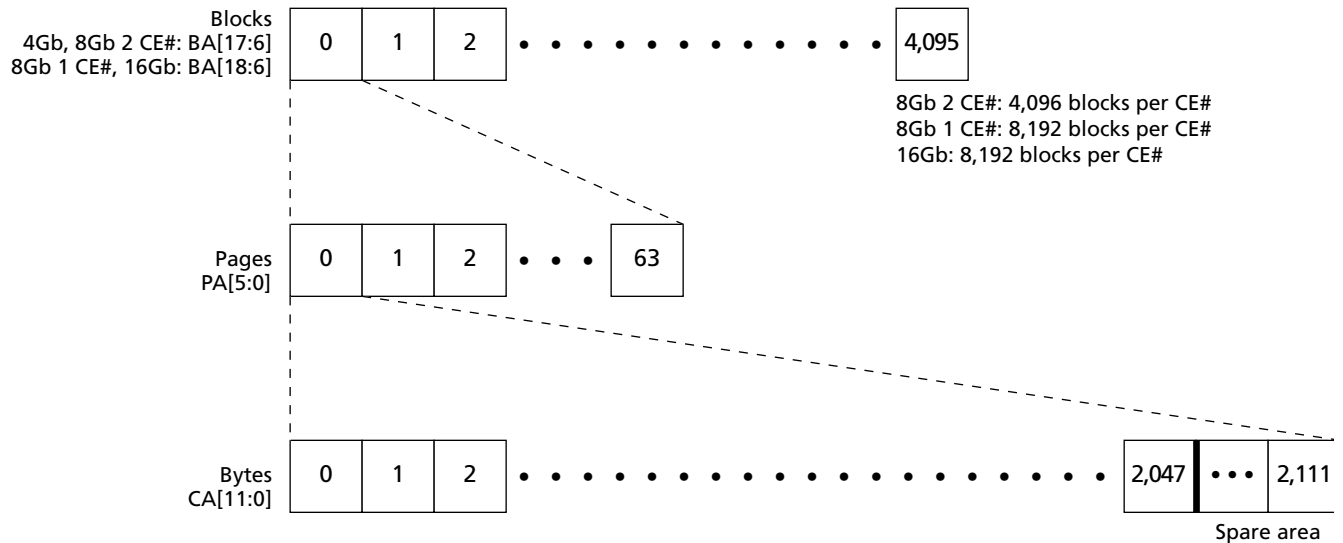 Blocks
4Gb, 8Gb 2 CE#: BA[17:6]
8Gb 1 CE#, 16Gb: BA[18:6]
0 1 2 • • • • • • • • • • • • 4,095
8Gb 2 CE#: 4,096 blocks per CE#
8Gb 1 CE#: 8,192 blocks per CE#
16Gb: 8,192 blocks per CE#
Pages
PA[5:0]
0 1 2 • • • 63
Bytes
CA[11:0]
0 1 2 • • • • • • • • • • • • • • • • • • • 2,047 • • • 2,111
Spare area